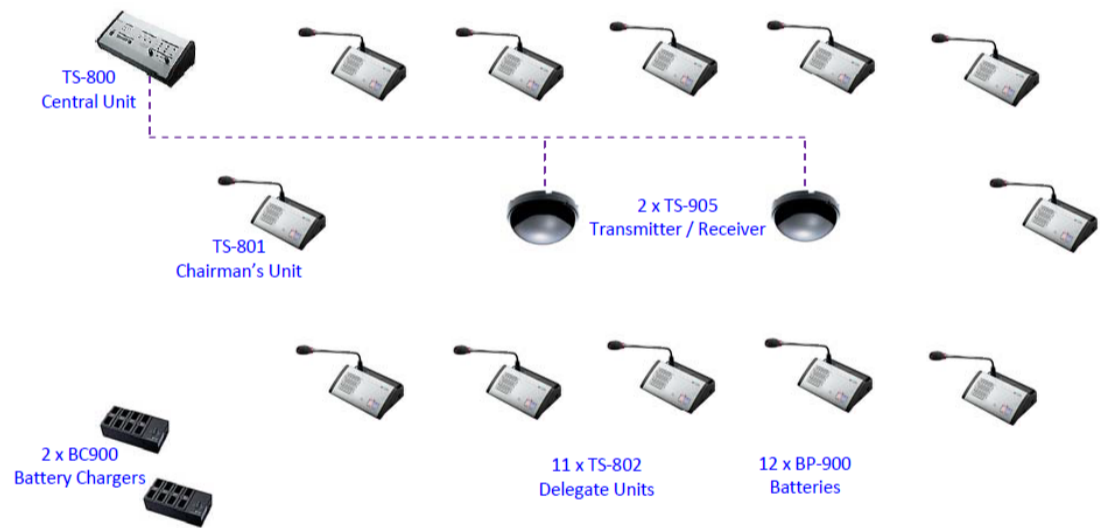 TS-800
Central Unit
2 x TS-905
Transmitter / Receiver
TS-801
Chairman’s Unit
2 x BC900
Battery Chargers
11 x TS-802
Delegate Units
12 x BP-900
Batteries